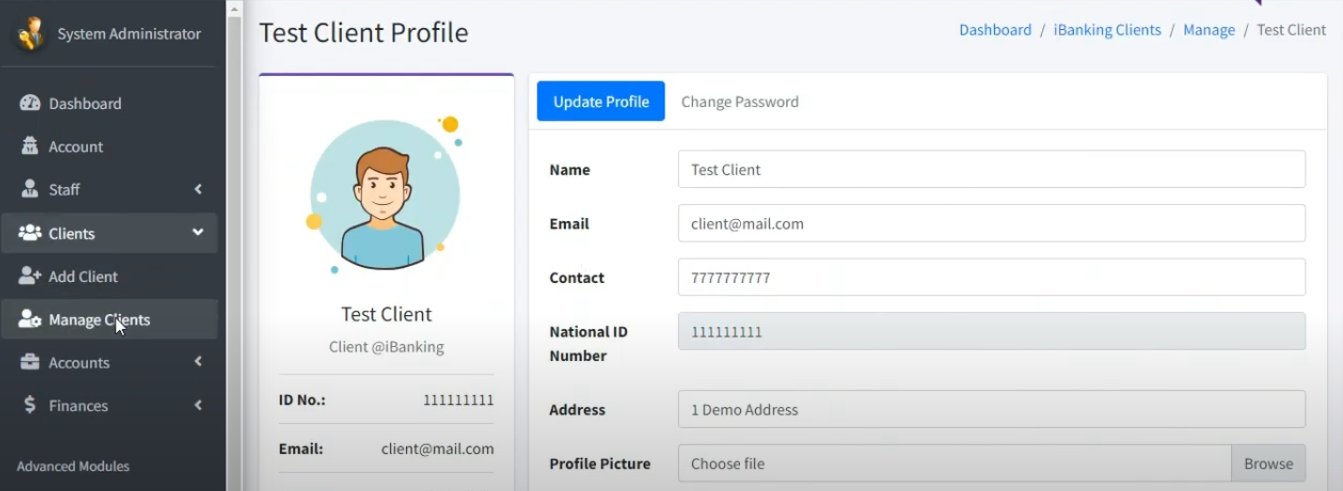 System Administrator
Dashboard
Account
Staff
Clients
Add Client
Manage Clients
Accounts
Finances
Advanced Modules
Test Client Profile
Dashboard / iBanking Clients / Manage / Test Client
Test Client
Client @iBanking
ID No.: 111111111
Email: client@mail.com
Update Profile Change Password
Name Test Client
Email client@mail.com
Contact 7777777777
National ID
Number 111111111
Address 1 Demo Address
Profile Picture Choose file Browse